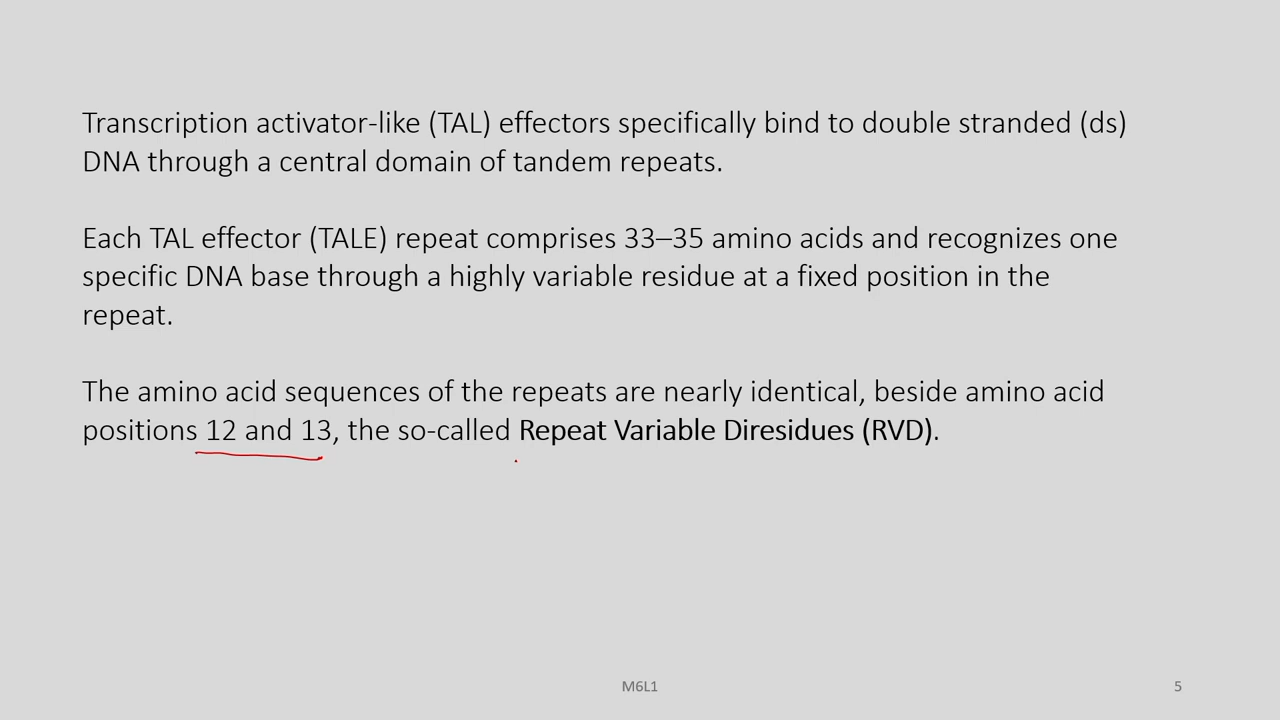 Transcription activator-like (TAL) effectors specifically bind to double stranded (ds)
DNA through a central domain of tandem repeats.
Each TAL effector (TALE) repeat comprises 33–35 amino acids and recognizes one
specific DNA base through a highly variable residue at a fixed position in the
repeat.
The amino acid sequences of the repeats are nearly identical, beside amino acid
positions 12 and 13, the so-called Repeat Variable Diresidues (RVD).
M6L1
5